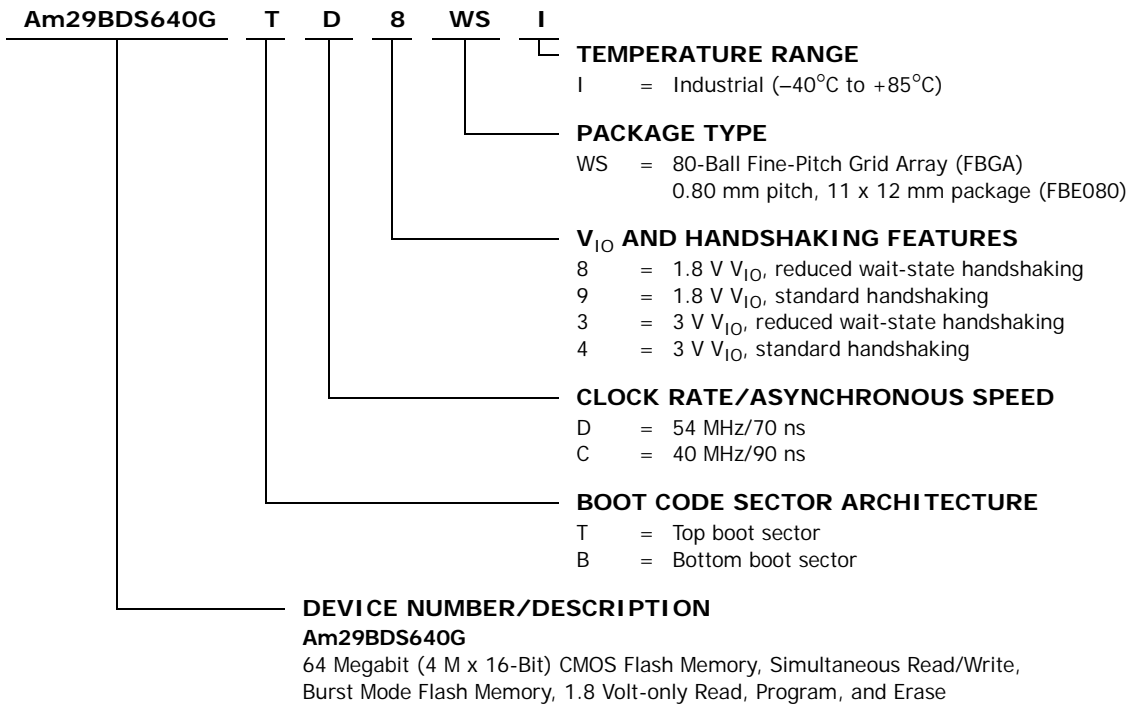 Am29BDS640G T D 8 WS I
TEMPERATURE RANGE
I = Industrial (–40°C to +85°C)
PACKAGE TYPE
WS = 80-Ball Fine-Pitch Grid Array (FBGA)
0.80 mm pitch, 11 x 12 mm package (FBE080)
VIO AND HANDSHAKING FEATURES
8 = 1.8 V VIO, reduced wait-state handshaking
9 = 1.8 V VIO, standard handshaking
3 = 3 V VIO, reduced wait-state handshaking
4 = 3 V VIO, standard handshaking
CLOCK RATE/ASYNCHRONOUS SPEED
D = 54 MHz/70 ns
C = 40 MHz/90 ns
BOOT CODE SECTOR ARCHITECTURE
T = Top boot sector
B = Bottom boot sector
DEVICE NUMBER/DESCRIPTION
Am29BDS640G
64 Megabit (4 M x 16-Bit) CMOS Flash Memory, Simultaneous Read/Write,
Burst Mode Flash Memory, 1.8 Volt-only Read, Program, and Erase